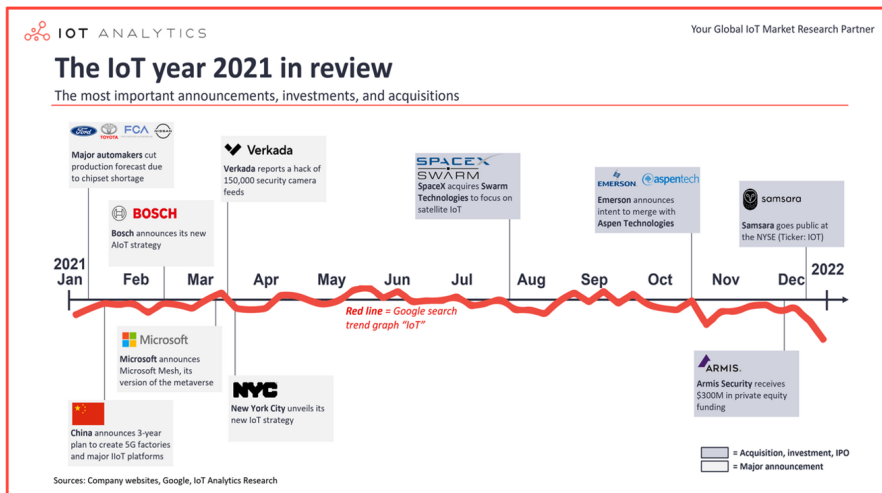 IOT ANALYTICS
Your Global IoT Market Research Partner
The IoT year 2021 in review
The most important announcements, investments, and acquisitions
Ford
TOYOTA
FCA
NISSAN
Major automakers cut
production forecast due
to chipset shortage
BOSCH
Bosch announces its new
AIoT strategy
Verkada
Verkada reports a hack of
150,000 security camera
feeds
SPACEX
SWARM
SpaceX acquires Swarm
Technologies to focus on
satellite IoT
EMERSON
aspentech
Emerson announces
intent to merge with
Aspen Technologies
samsara
Samsara goes public at
the NYSE (Ticker: IOT)
2021
Jan Feb Mar Apr May Jun Jul Aug Sep Oct Nov Dec
2022
Red line = Google search
trend graph “IoT”
Microsoft
Microsoft announces
Microsoft Mesh, its
version of the metaverse
China announces 3-year
plan to create 5G factories
and major IIoT platforms
NYC
New York City unveils its
new IoT strategy
ARMIS.
Armis Security receives
$300M in private equity
funding
= Acquisition, investment, IPO
= Major announcement
Sources: Company websites, Google, IoT Analytics Research